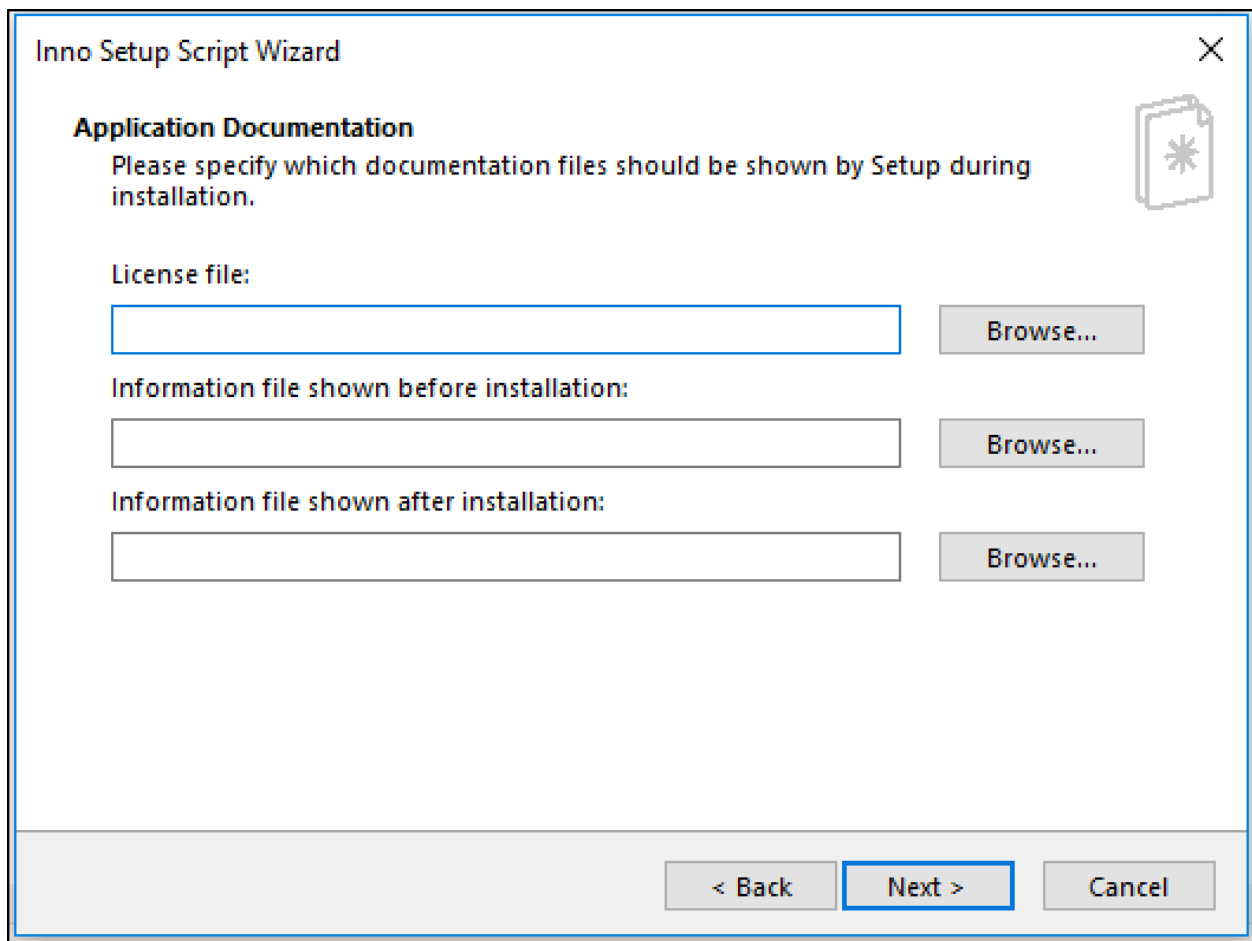 Inno Setup Script Wizard
Application Documentation
Please specify which documentation files should be shown by Setup during
installation.
License file:
Browse...
Information file shown before installation:
Browse...
Information file shown after installation:
Browse...
< Back Next > Cancel